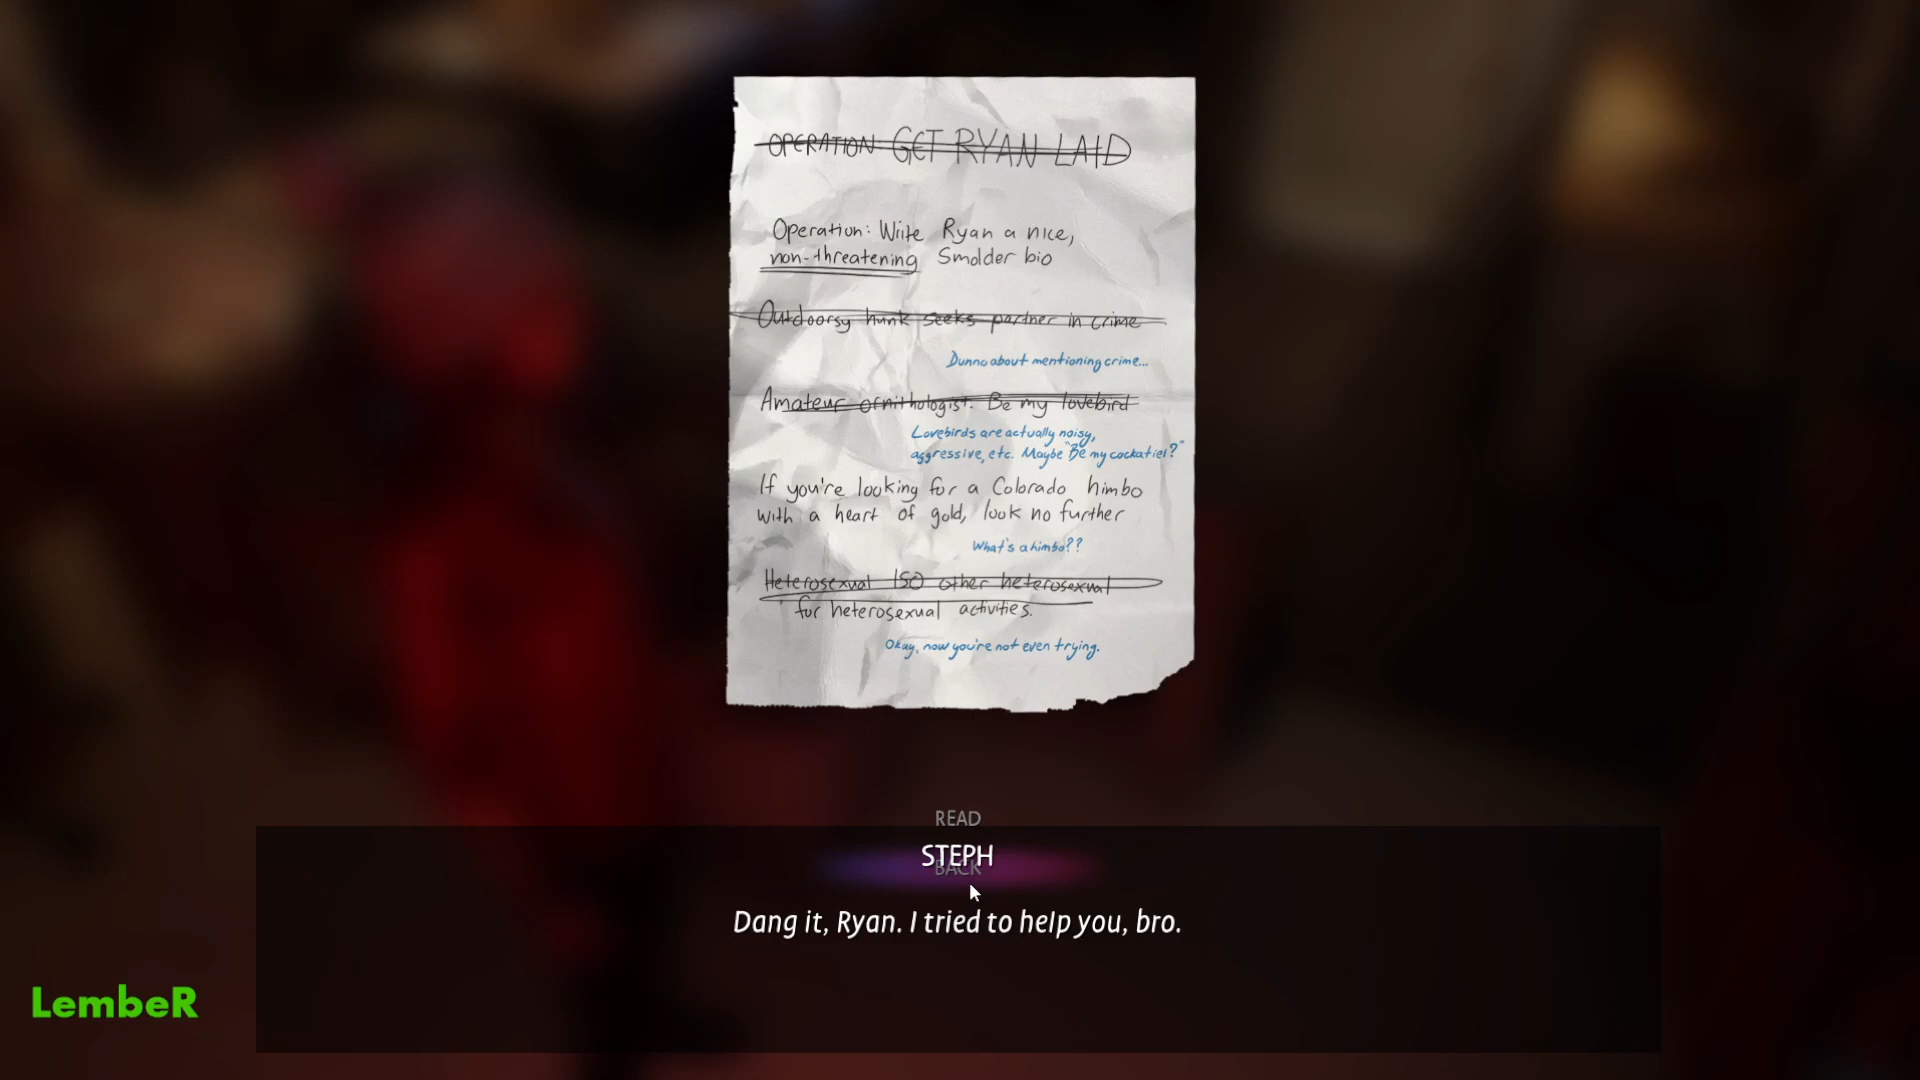 OPERATION GET RYAN LAID
Operation: Write Ryan a nice,
non-threatening Smolder bio
Outdoorsy hunk seeks partner in crime
Dunno about mentioning crime...
Amateur ornithologist. Be my lovebird
Lovebirds are actually noisy,
aggressive, etc. Maybe "Be my cockatiel?"
If you're looking for a Colorado himbo
with a heart of gold, look no further
What's a himbo??
Heterosexual ISO other heterosexual
for heterosexual activities.
Okay, now you're not even trying.
READ
STEPH
BACK
Dang it, Ryan. I tried to help you, bro.
LembeR